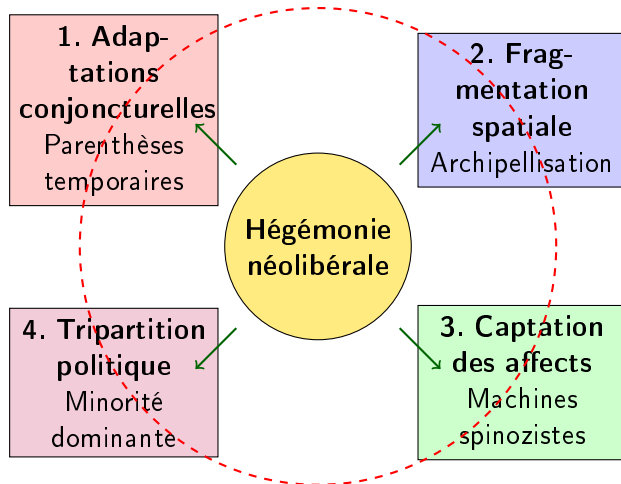 1. Adap-
tations
conjoncturelles
Parenthèses
temporaires
2. Frag-
mentation
spatiale
Archipellisation
Hégémonie
néolibérale
4. Tripartition
politique
Minorité
dominante
3. Captation
des affects
Machines
spinozistes